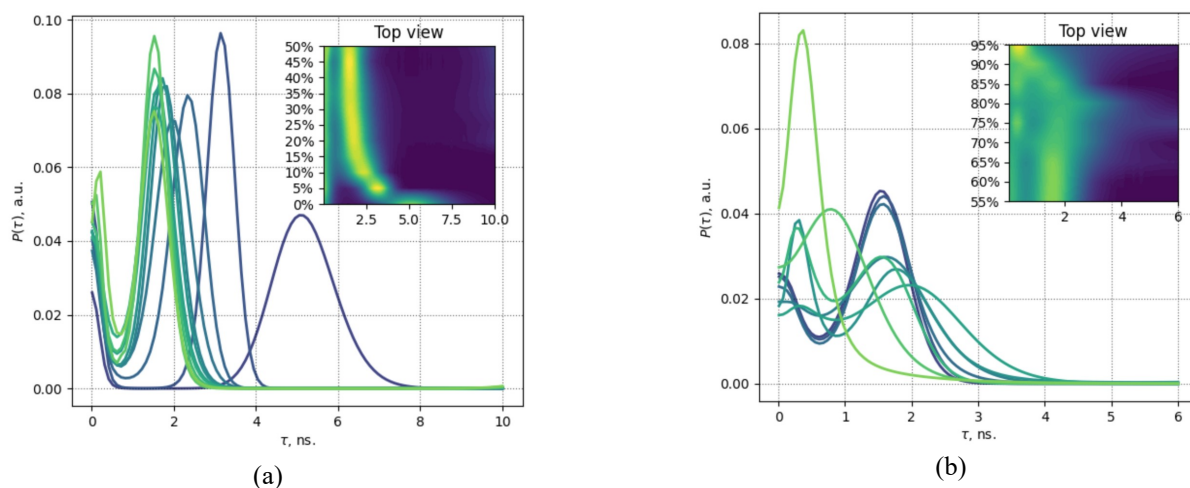 Top view
50%
45%
40%
35%
30%
25%
20%
15%
10%
5%
0%
2.5 5.0 7.5 10.0
0.10
0.08
0.06
0.04
0.02
0.00
P(τ), a.u.
0 2 4 6 8 10
τ, ns.
(a)
Top view
95%
90%
85%
80%
75%
70%
65%
60%
55%
2 4 6
0.08
0.06
0.04
0.02
0.00
P(τ), a.u.
0 1 2 3 4 5 6
τ, ns.
(b)